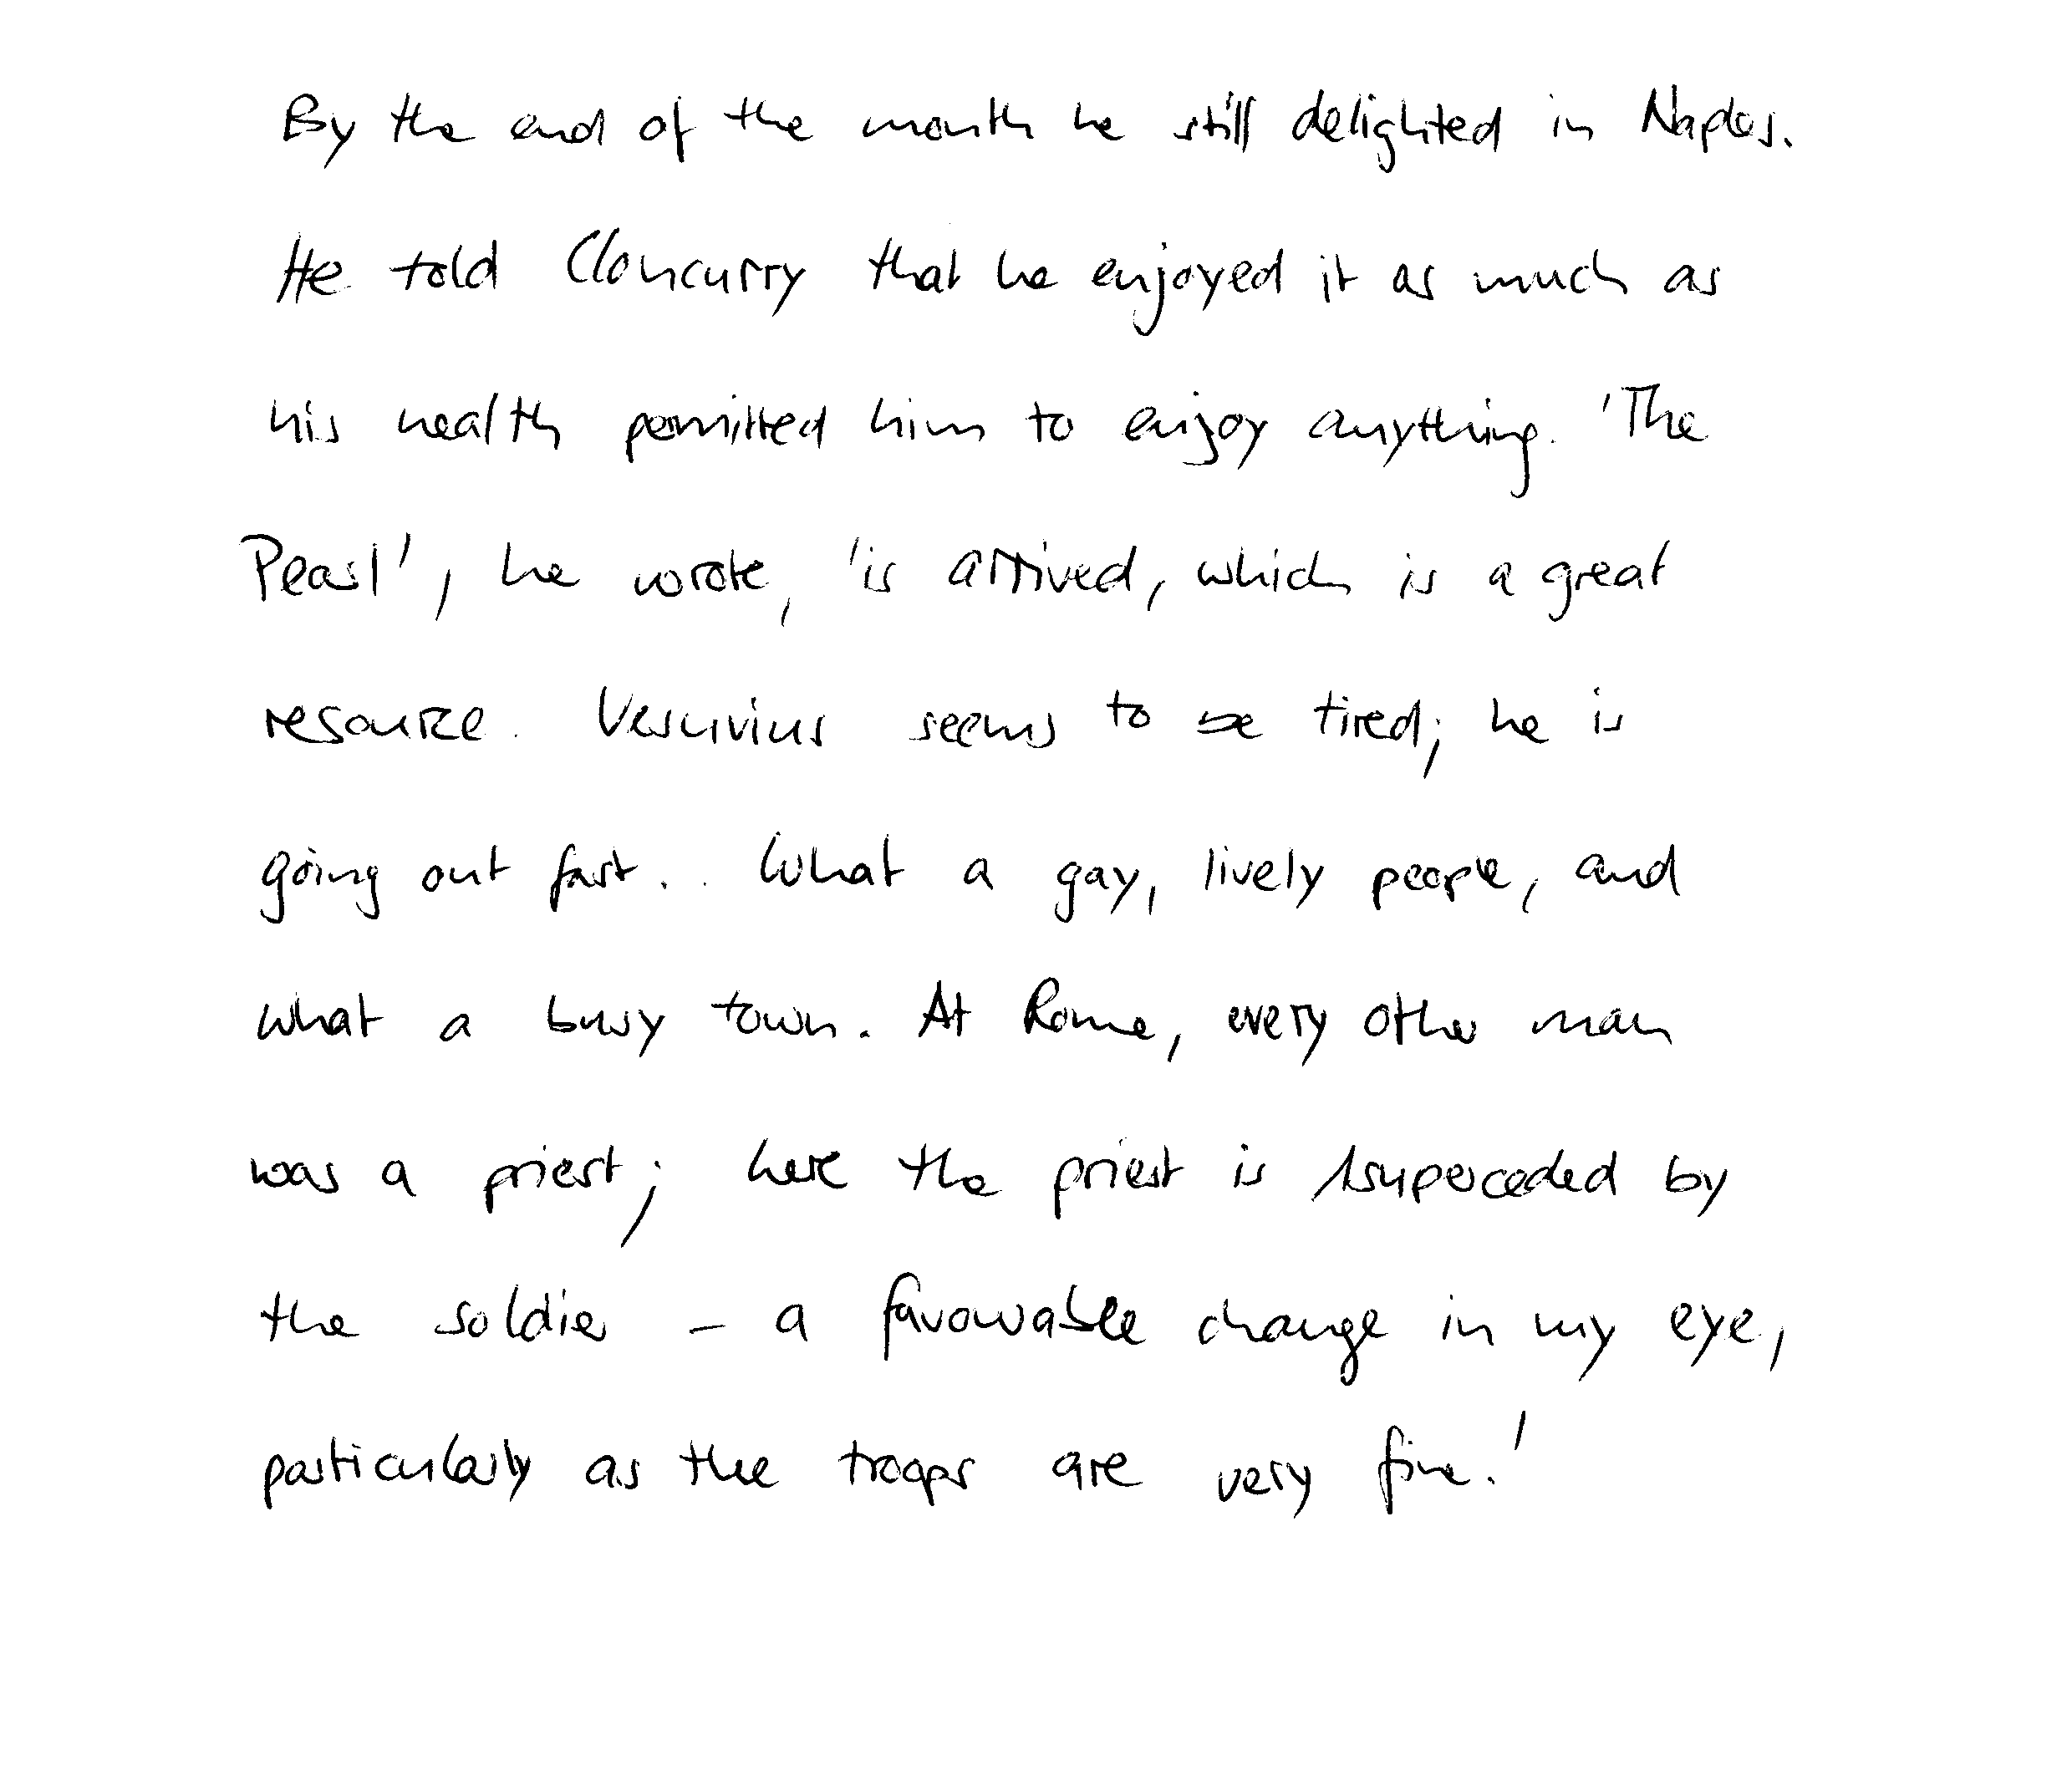 By the end of the month he still delighted in Naples.
He told Cloncurry that he enjoyed it as much as
his health permitted him to enjoy anything. 'The
Pearl', he wrote, 'is arrived, which is a great
resource. Vesuvius seems to be tired; he is
going out fast.. What a gay, lively people, and
what a busy town. At Rome, every other man
was a priest; here the priest is superceded by
the soldier - a favourable change in my eye,
particularly as the troops are very fine.'